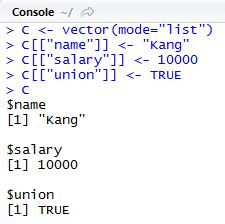 Console ~/
> C <- vector(mode="list")
> C[["name"]] <- "Kang"
> C[["salary"]] <- 10000
> C[["union"]] <- TRUE
> C
$name
[1] "Kang"
$salary
[1] 10000
$union
[1] TRUE